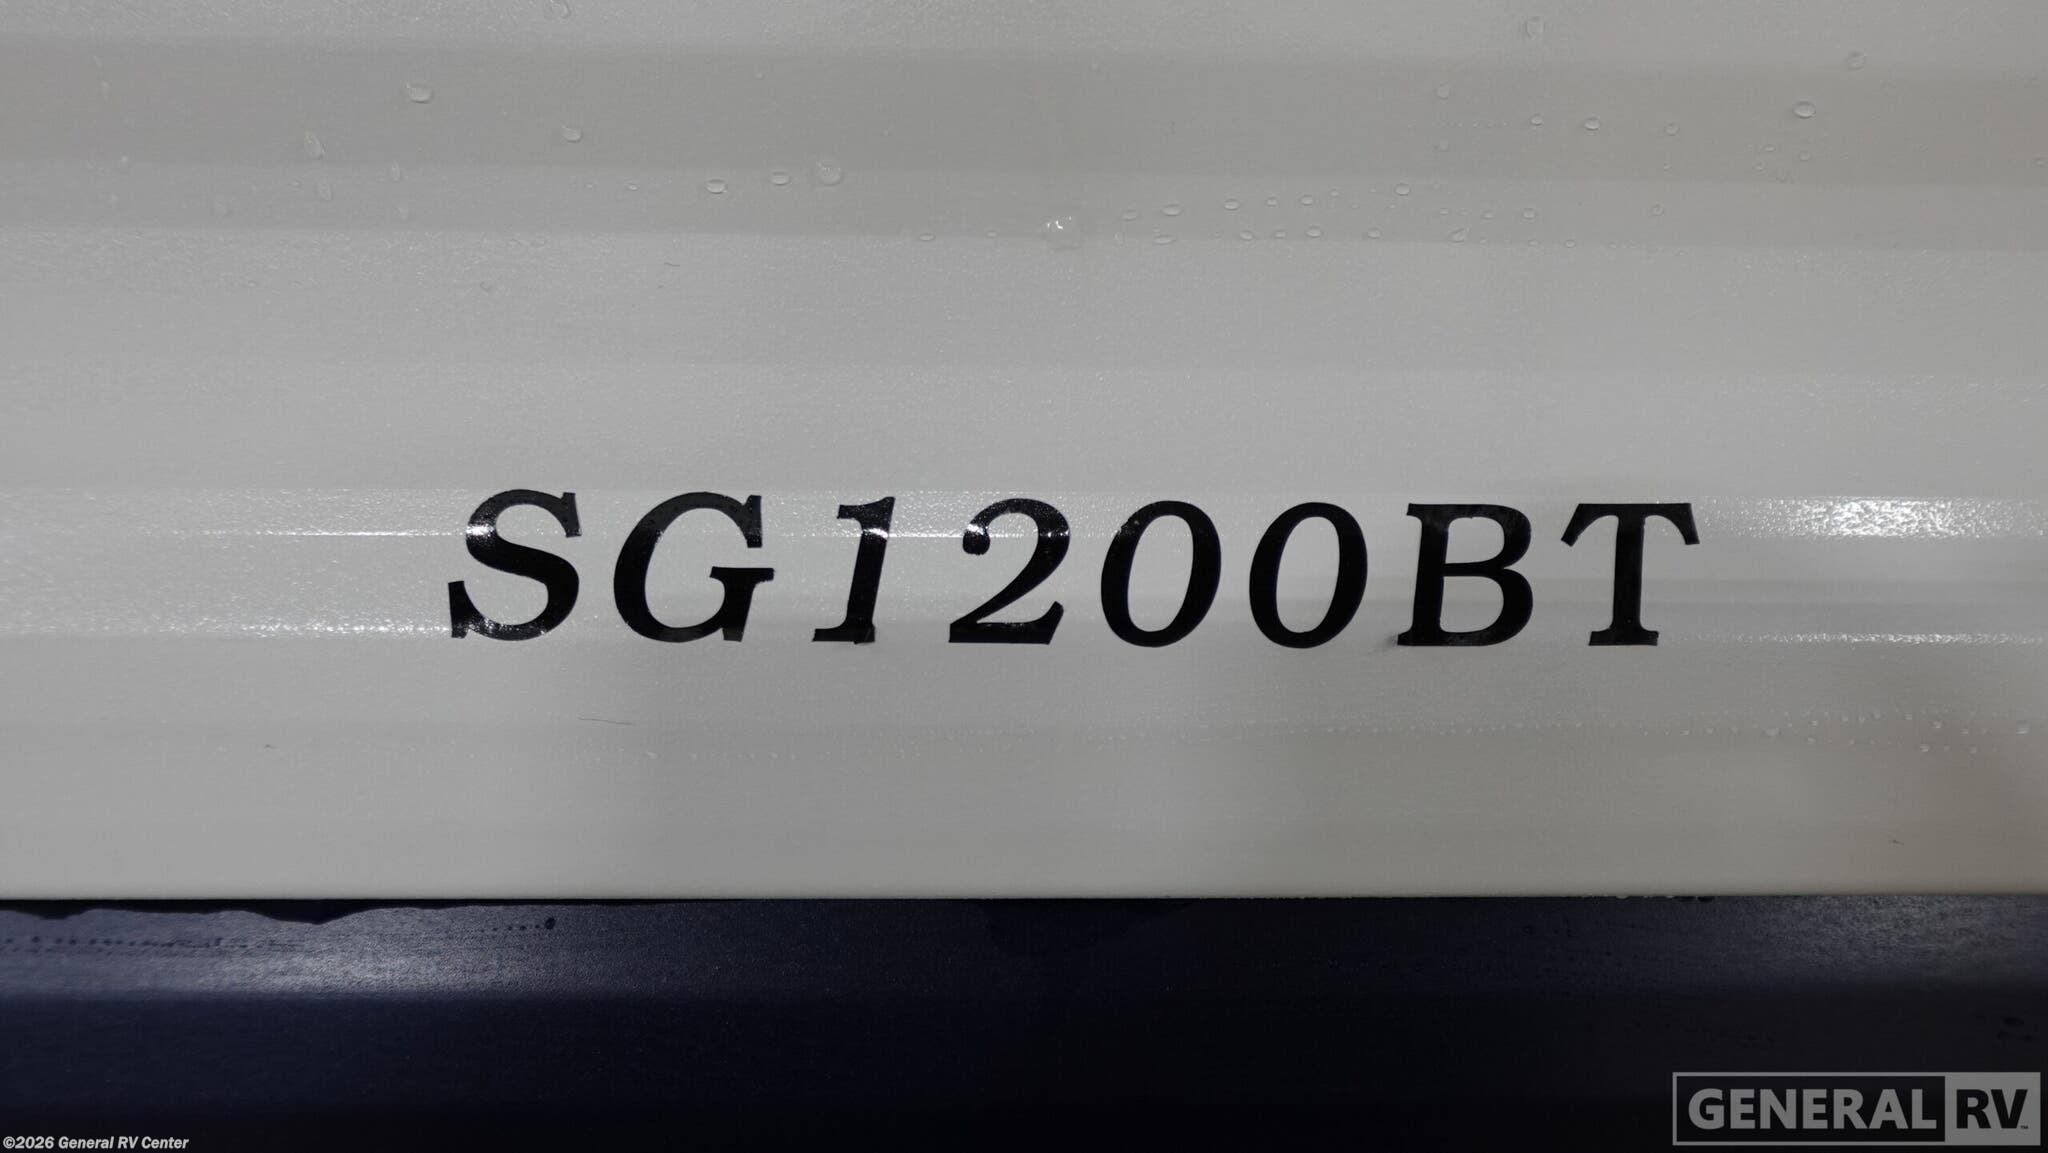 SG1200BT
GENERAL RV
©2026 General RV Center